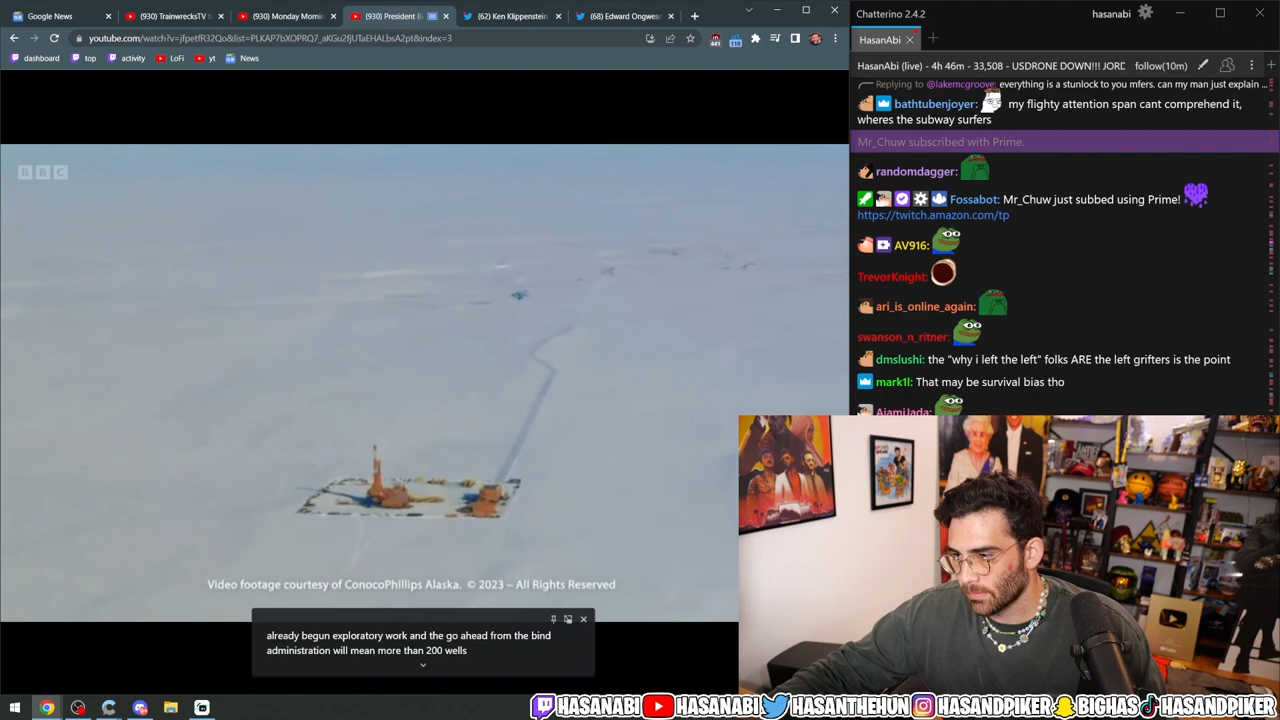 Google News
(930) TrainwrecksTV b
(930) Monday Mornin
(930) President B
(62) Ken Klippenstein
(68) Edward Ongweso
youtube.com/watch?v=jfpetfR32Qo&list=PLKAP7bXOPRQ7_aKGu2fjUTaEHALbsA2pt&index=3
441
110
dashboard
top
activity
LoFi
yt
News
BBC
Video footage courtesy of ConocoPhillips Alaska. © 2023 – All Rights Reserved
already begun exploratory work and the go ahead from the bind
administration will mean more than 200 wells
Chatterino 2.4.2
hasanabi
HasanAbi
HasanAbi (live) - 4h 46m - 33,508 - USDRONE DOWN!!! JORD
follow(10m)
Replying to @lakemcgroove: everything is a stunlock to you mfers. can my man just explain ...
bathtubenjoyer: my flighty attention span cant comprehend it,
wheres the subway surfers
Mr_Chuw subscribed with Prime.
randomdagger:
Fossabot: Mr_Chuw just subbed using Prime!
https://twitch.amazon.com/tp
AV916:
TrevorKnight:
ari_is_online_again:
swanson_n_ritner:
dmslushi: the "why i left the left" folks ARE the left grifters is the point
mark1l: That may be survival bias tho
AjamiJada:
HASANABI
HASANABI
HASANTHEHUN
HASANDPIKER
BIGHAS
HASANDPIKER